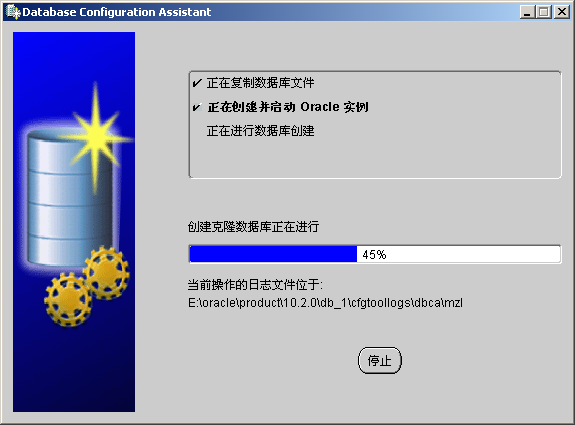 Database Configuration Assistant
正在复制数据库文件
正在创建并启动 Oracle 实例
正在进行数据库创建
创建克隆数据库正在进行
45%
当前操作的日志文件位于:
E:\oracle\product\10.2.0\db_1\cfgtoollogs\dbca\mzl
停止